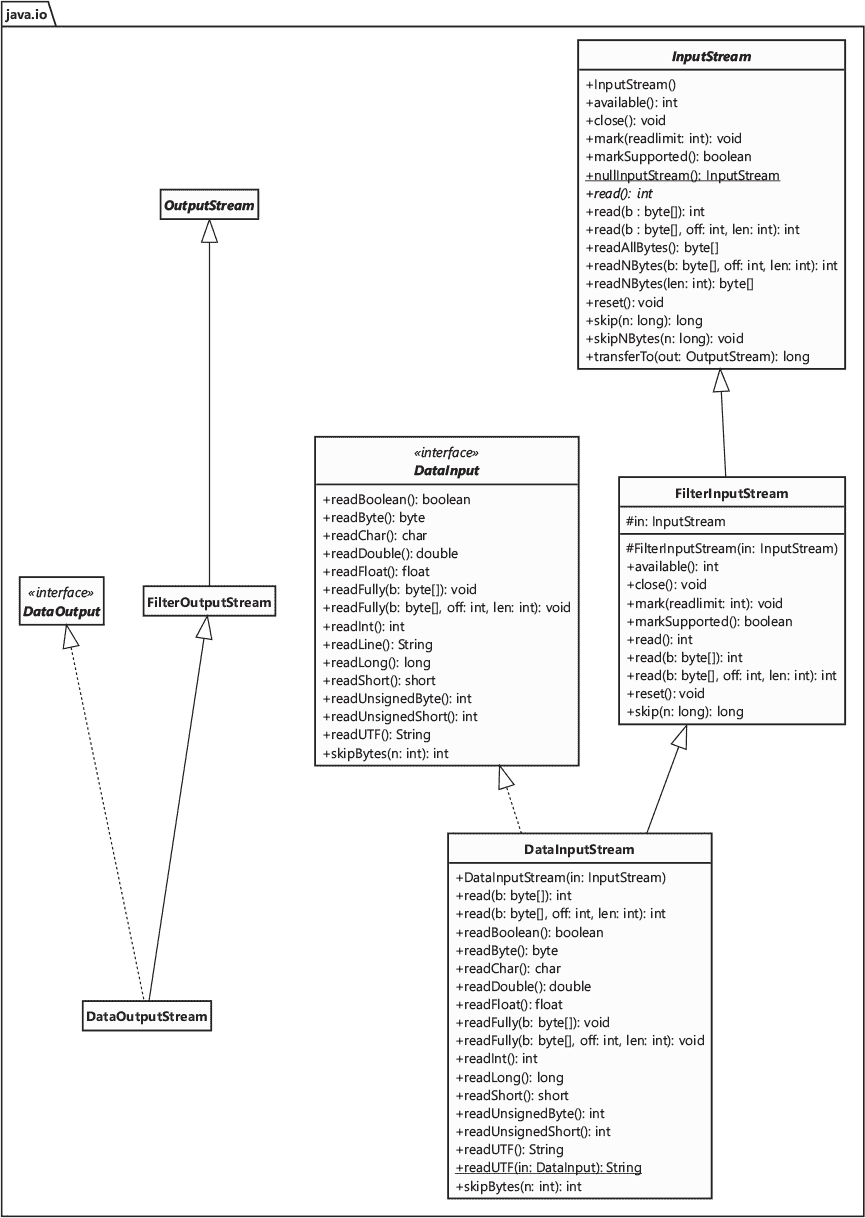 java.io
InputStream
+InputStream()
+available(): int
+close(): void
+mark(readlimit: int): void
+markSupported(): boolean
+nullInputStream(): InputStream
+read(): int
+read(b : byte[]): int
+read(b : byte[], off: int, len: int): int
+readAllBytes(): byte[]
+readNBytes(b: byte[], off: int, len: int): int
+readNBytes(len: int): byte[]
+reset(): void
+skip(n: long): long
+skipNBytes(n: long): void
+transferTo(out: OutputStream): long
OutputStream
«interface»
DataInput
+readBoolean(): boolean
+readByte(): byte
+readChar(): char
+readDouble(): double
+readFloat(): float
+readFully(b: byte[]): void
+readFully(b: byte[], off: int, len: int): void
+readInt(): int
+readLine(): String
+readLong(): long
+readShort(): short
+readUnsignedByte(): int
+readUnsignedShort(): int
+readUTF(): String
+skipBytes(n: int): int
FilterInputStream
#in: InputStream
#FilterInputStream(in: InputStream)
+available(): int
+close(): void
+mark(readlimit: int): void
+markSupported(): boolean
+read(): int
+read(b: byte[]): int
+read(b: byte[], off: int, len: int): int
+reset(): void
+skip(n: long): long
«interface»
DataOutput
FilterOutputStream
DataInputStream
+DataInputStream(in: InputStream)
+read(b: byte[]): int
+read(b: byte[], off: int, len: int): int
+readBoolean(): boolean
+readByte(): byte
+readChar(): char
+readDouble(): double
+readFloat(): float
+readFully(b: byte[]): void
+readFully(b: byte[], off: int, len: int): void
+readInt(): int
+readLong(): long
+readShort(): short
+readUnsignedByte(): int
+readUnsignedShort(): int
+readUTF(): String
+readUTF(in: DataInput): String
+skipBytes(n: int): int
DataOutputStream